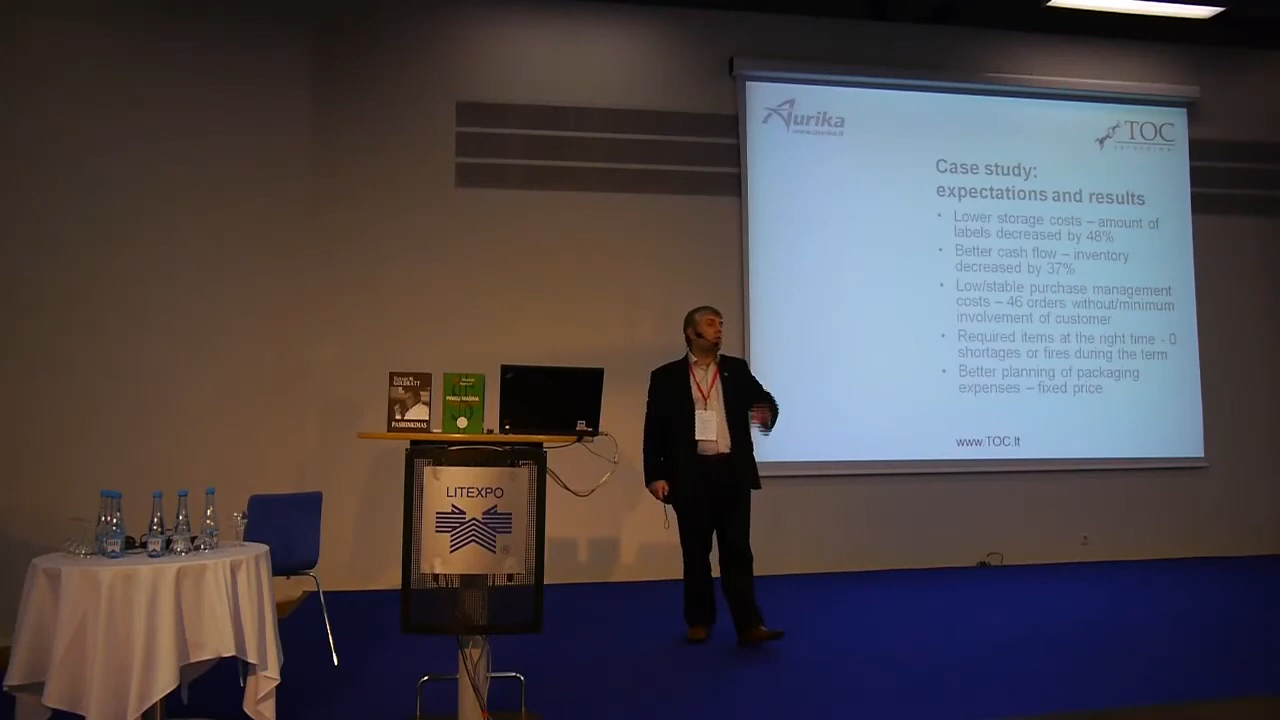 Aurika
www.aurika.lt
TOC
Case study:
expectations and results
• Lower storage costs – amount of
labels decreased by 48%
• Better cash flow – inventory
decreased by 37%
• Low/stable purchase management
costs – 46 orders without/minimum
involvement of customer
• Required items at the right time - 0
shortages or fires during the term
• Better planning of packaging
expenses – fixed price
www.TOC.lt
GOLDRATT
PASIRINKIMAS
PINIGŲ MAŠINA
LITEXPO